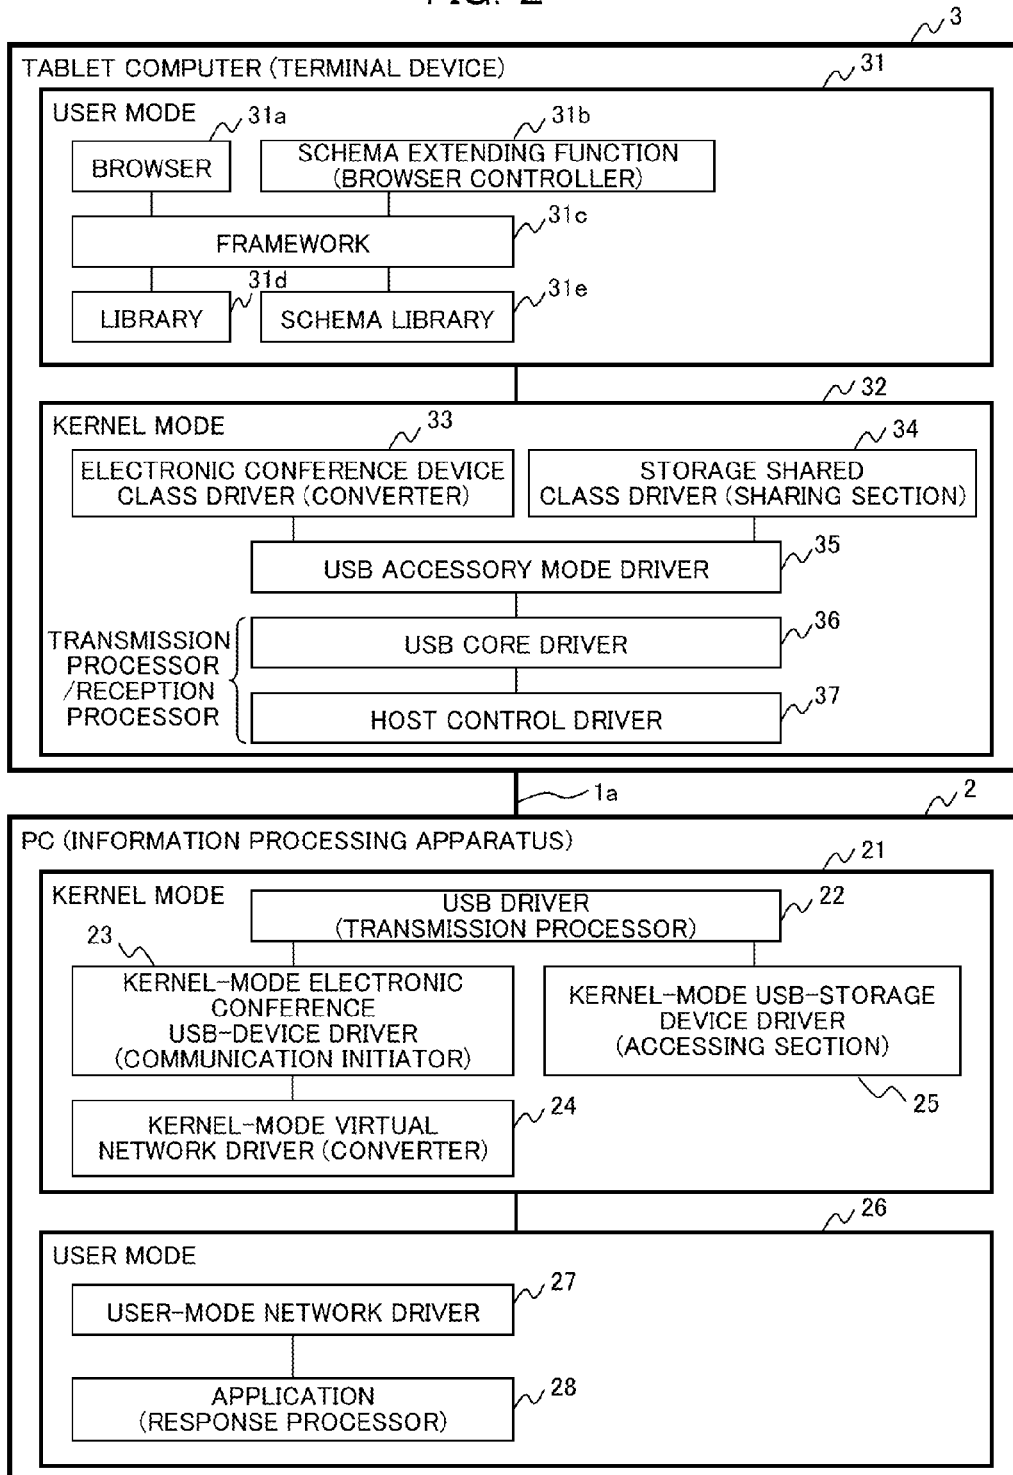 FIG. 2
3
TABLET COMPUTER (TERMINAL DEVICE)
31
USER MODE
31a
31b
BROWSER
SCHEMA EXTENDING FUNCTION
(BROWSER CONTROLLER)
31c
FRAMEWORK
31d
31e
LIBRARY
SCHEMA LIBRARY
32
KERNEL MODE
33
34
ELECTRONIC CONFERENCE DEVICE
CLASS DRIVER (CONVERTER)
STORAGE SHARED
CLASS DRIVER (SHARING SECTION)
35
USB ACCESSORY MODE DRIVER
36
TRANSMISSION
PROCESSOR
/RECEPTION
PROCESSOR
USB CORE DRIVER
37
HOST CONTROL DRIVER
1a
2
PC (INFORMATION PROCESSING APPARATUS)
21
KERNEL MODE
22
USB DRIVER
(TRANSMISSION PROCESSOR)
23
KERNEL-MODE ELECTRONIC
CONFERENCE
USB-DEVICE DRIVER
(COMMUNICATION INITIATOR)
KERNEL-MODE USB-STORAGE
DEVICE DRIVER
(ACCESSING SECTION)
25
24
KERNEL-MODE VIRTUAL
NETWORK DRIVER (CONVERTER)
26
USER MODE
27
USER-MODE NETWORK DRIVER
28
APPLICATION
(RESPONSE PROCESSOR)